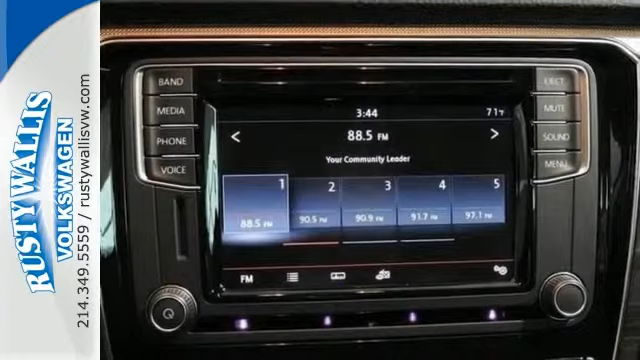 RUSTY WALLIS
VOLKSWAGEN
214.349.5559 / rustywallisvw.com
BAND
MEDIA
PHONE
VOICE
EJECT
MUTE
SOUND
MENU
3:44
71°F
< 88.5 FM >
Your Community Leader
1 2 3 4 5
88.5 FM 90.5 FM 90.9 FM 91.7 FM 97.1 FM
FM